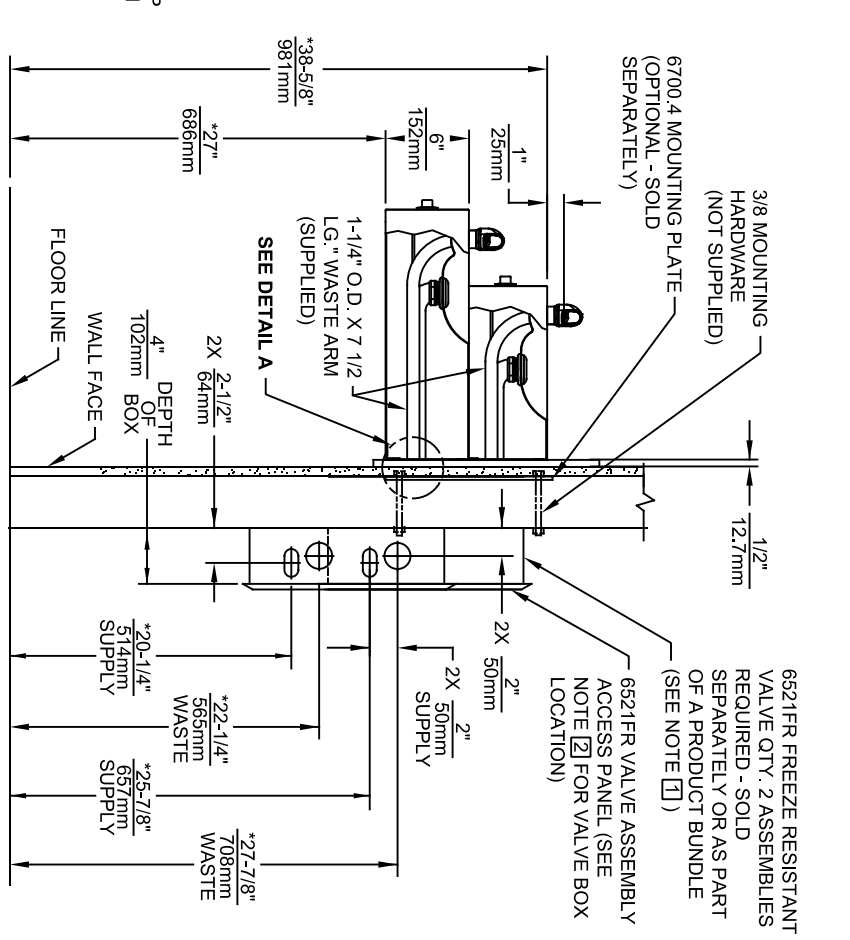 *38-5/8"
981mm
*27"
686mm
6"
152mm
1"
25mm
6700.4 MOUNTING PLATE
(OPTIONAL - SOLD
SEPARATELY)
3/8 MOUNTING
HARDWARE
(NOT SUPPLIED)
1-1/4" O.D. X 7 1/2
LG." WASTE ARM
(SUPPLIED)
SEE DETAIL A
FLOOR LINE
WALL FACE
4"
102mm
DEPTH
OF
BOX
2X
2-1/2"
64mm
1/2"
12.7mm
6521FR FREEZE RESISTANT
VALVE QTY. 2 ASSEMBLIES
REQUIRED - SOLD
SEPARATELY OR AS PART
OF A PRODUCT BUNDLE
(SEE NOTE 1)
6521FR VALVE ASSEMBLY
ACCESS PANEL (SEE
NOTE 2 FOR VALVE BOX
LOCATION)
2X
2"
50mm
2X
2"
50mm
SUPPLY
*20-1/4"
514mm
SUPPLY
*22-1/4"
565mm
WASTE
*25-7/8"
657mm
SUPPLY
*27-7/8"
708mm
WASTE